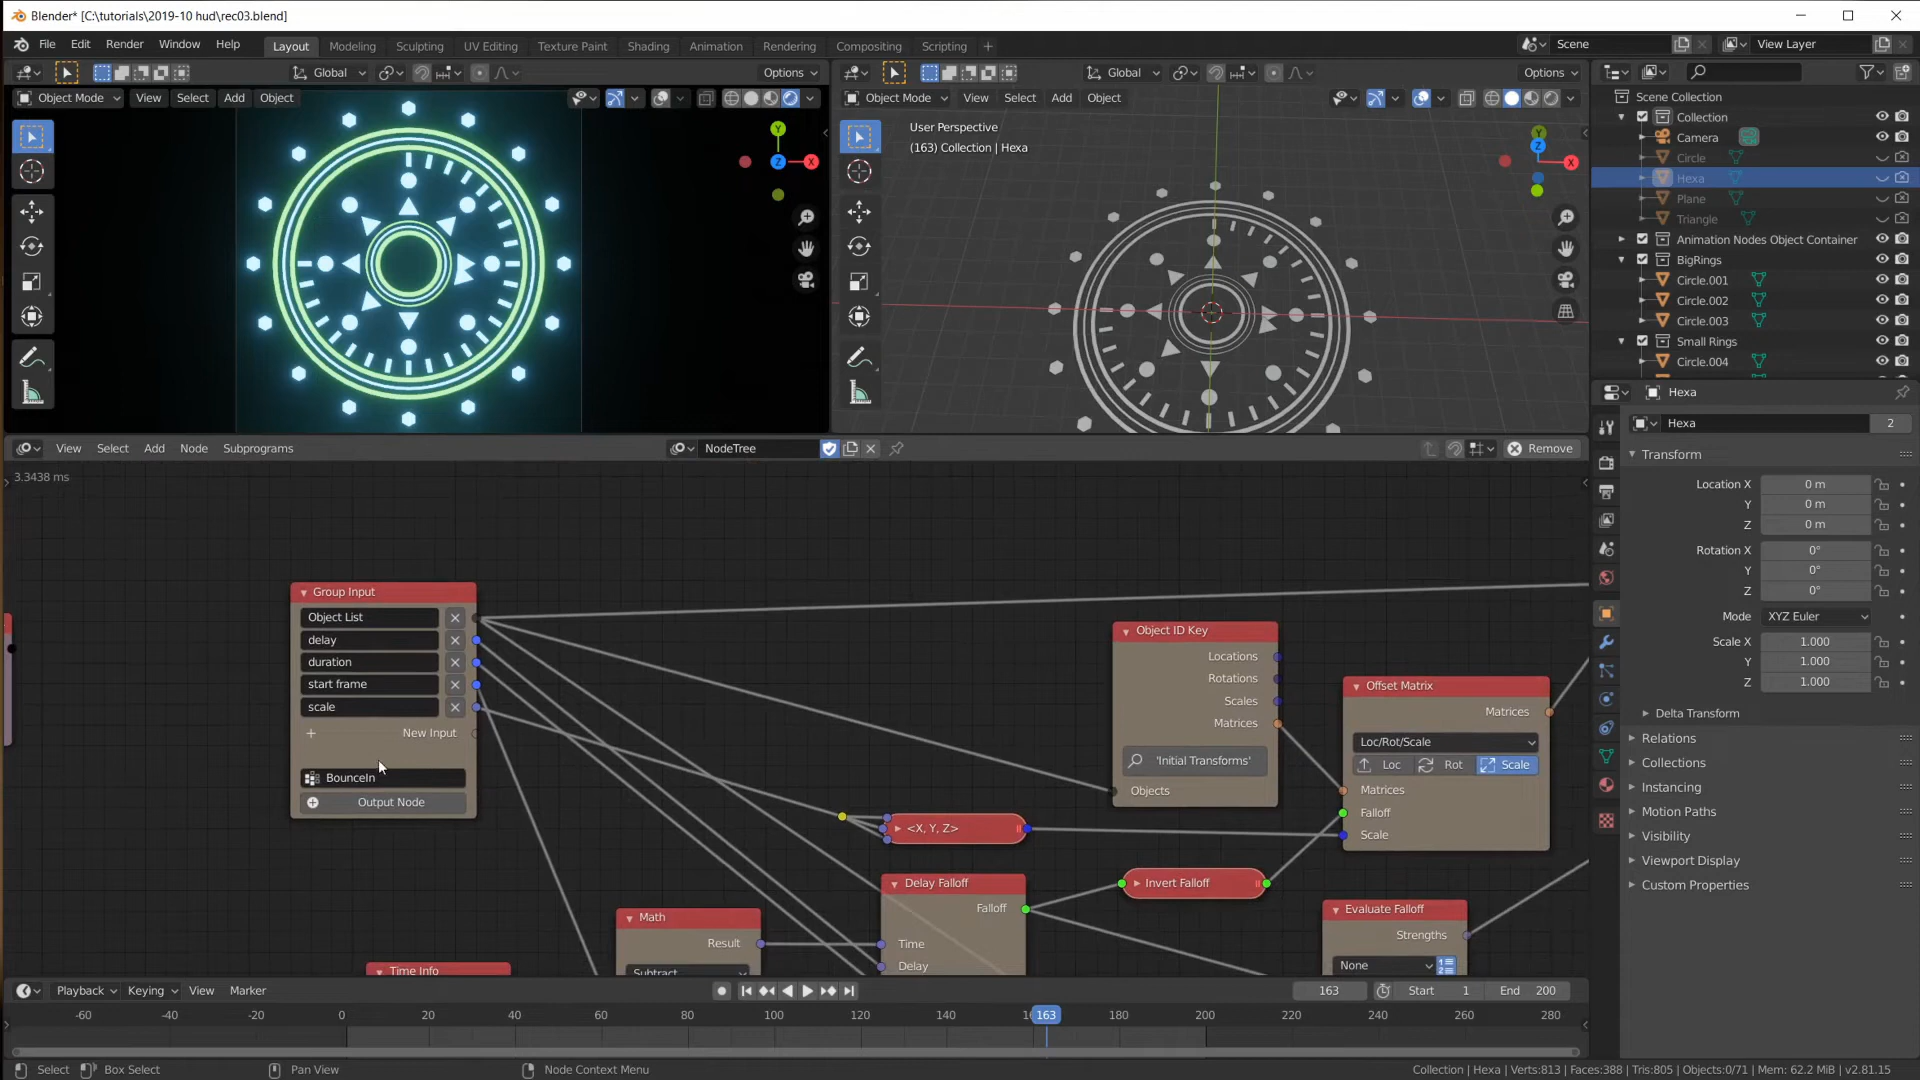 Blender* [C:\tutorials\2019-10 hud\rec03.blend]
File Edit Render Window Help Layout Modeling Sculpting UV Editing Texture Paint Shading Animation Rendering Compositing Scripting + Scene View Layer
Global Options Global Options
Object Mode View Select Add Object Object Mode View Select Add Object
Scene Collection
Collection
Camera
Circle
Hexa
Plane
Triangle
Animation Nodes Object Container
BigRings
Circle.001
Circle.002
Circle.003
Small Rings
Circle.004
Y
Z
X
User Perspective
(163) Collection | Hexa
Y
Z
X
View Select Add Node Subprograms NodeTree Remove
3.3438 ms
Group Input
Object List
delay
duration
start frame
scale
New Input
BounceIn
Output Node
Object ID Key
Locations
Rotations
Scales
Matrices
'Initial Transforms'
Objects
Offset Matrix
Matrices
Loc/Rot/Scale
Loc Rot Scale
Matrices
Falloff
Scale
<X, Y, Z>
Delay Falloff
Falloff
Time
Delay
Invert Falloff
Evaluate Falloff
Strengths
None
Math
Result
Subtract
Time Info
Hexa
Hexa 2
Transform
Location X 0 m
Y 0 m
Z 0 m
Rotation X 0°
Y 0°
Z 0°
Mode XYZ Euler
Scale X 1.000
Y 1.000
Z 1.000
Delta Transform
Relations
Collections
Instancing
Motion Paths
Visibility
Viewport Display
Custom Properties
Playback Keying View Marker 163 Start 1 End 200
-60 -40 -20 0 20 40 60 80 100 120 140 163 180 200 220 240 260 280
Select Box Select Pan View Node Context Menu Collection | Hexa | Verts:813 | Faces:388 | Tris:805 | Objects:0/71 | Mem: 62.2 MiB | v2.81.15